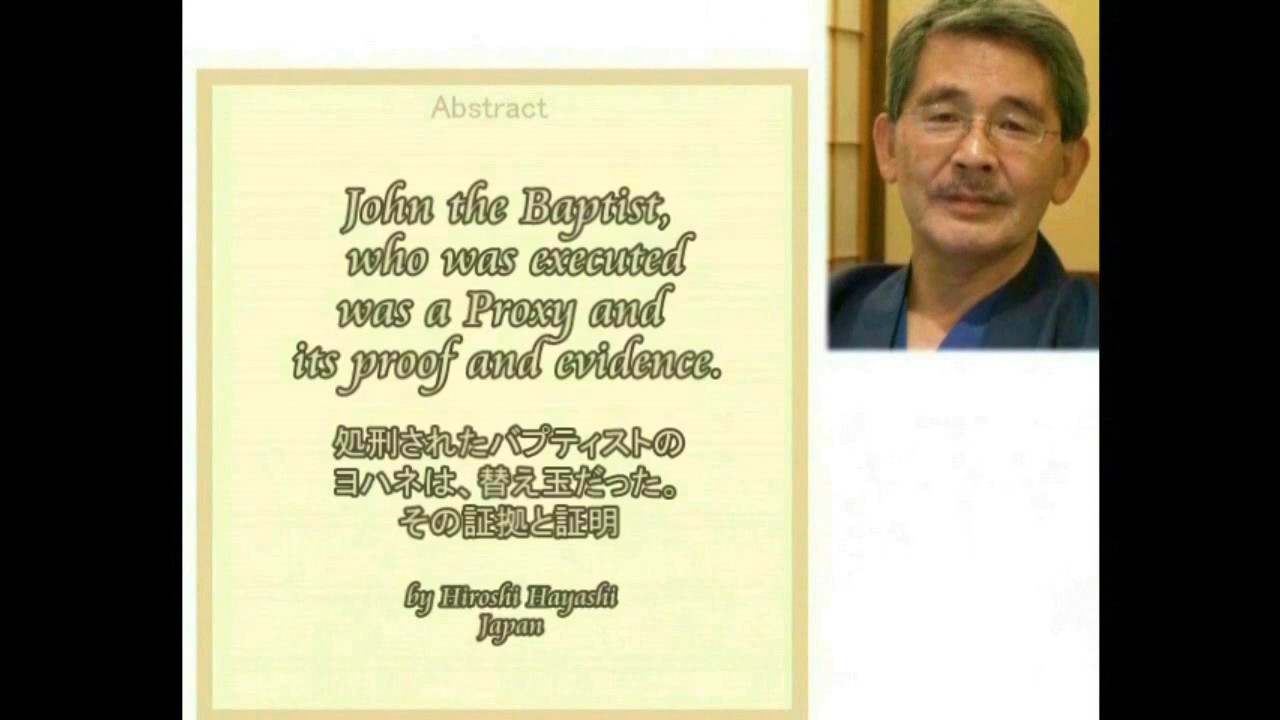 Abstract
John the Baptist,
who was executed
was a Proxy and
its proof and evidence.
処刑されたバプティストの
ヨハネは、替え玉だった。
その証拠と証明
by Hiroshi Hayashi
Japan